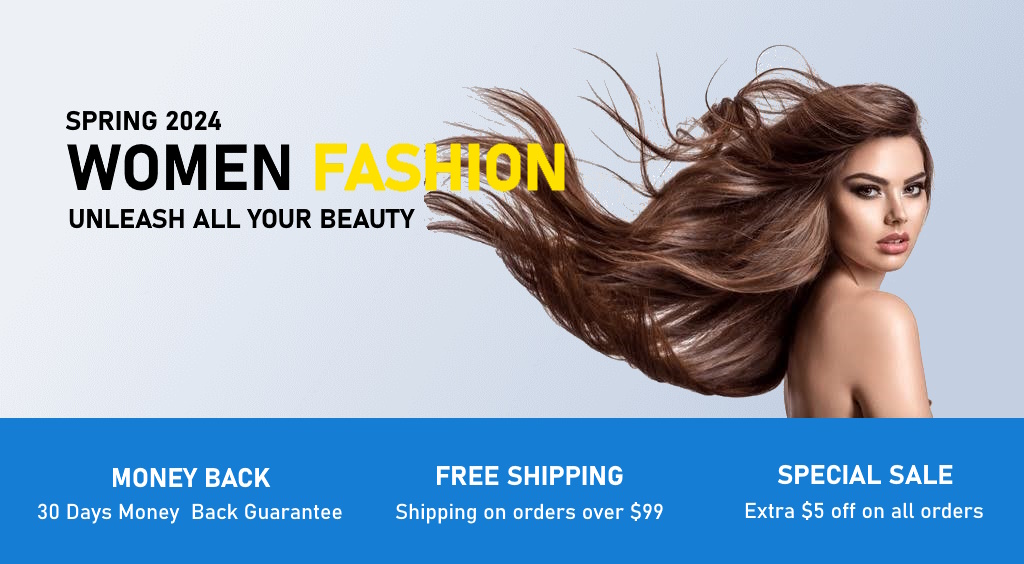 SPRING 2024
WOMEN FASHION
UNLEASH ALL YOUR BEAUTY
MONEY BACK
30 Days Money  Back Guarantee
FREE SHIPPING
Shipping on orders over $99
SPECIAL SALE
Extra $5 off on all orders